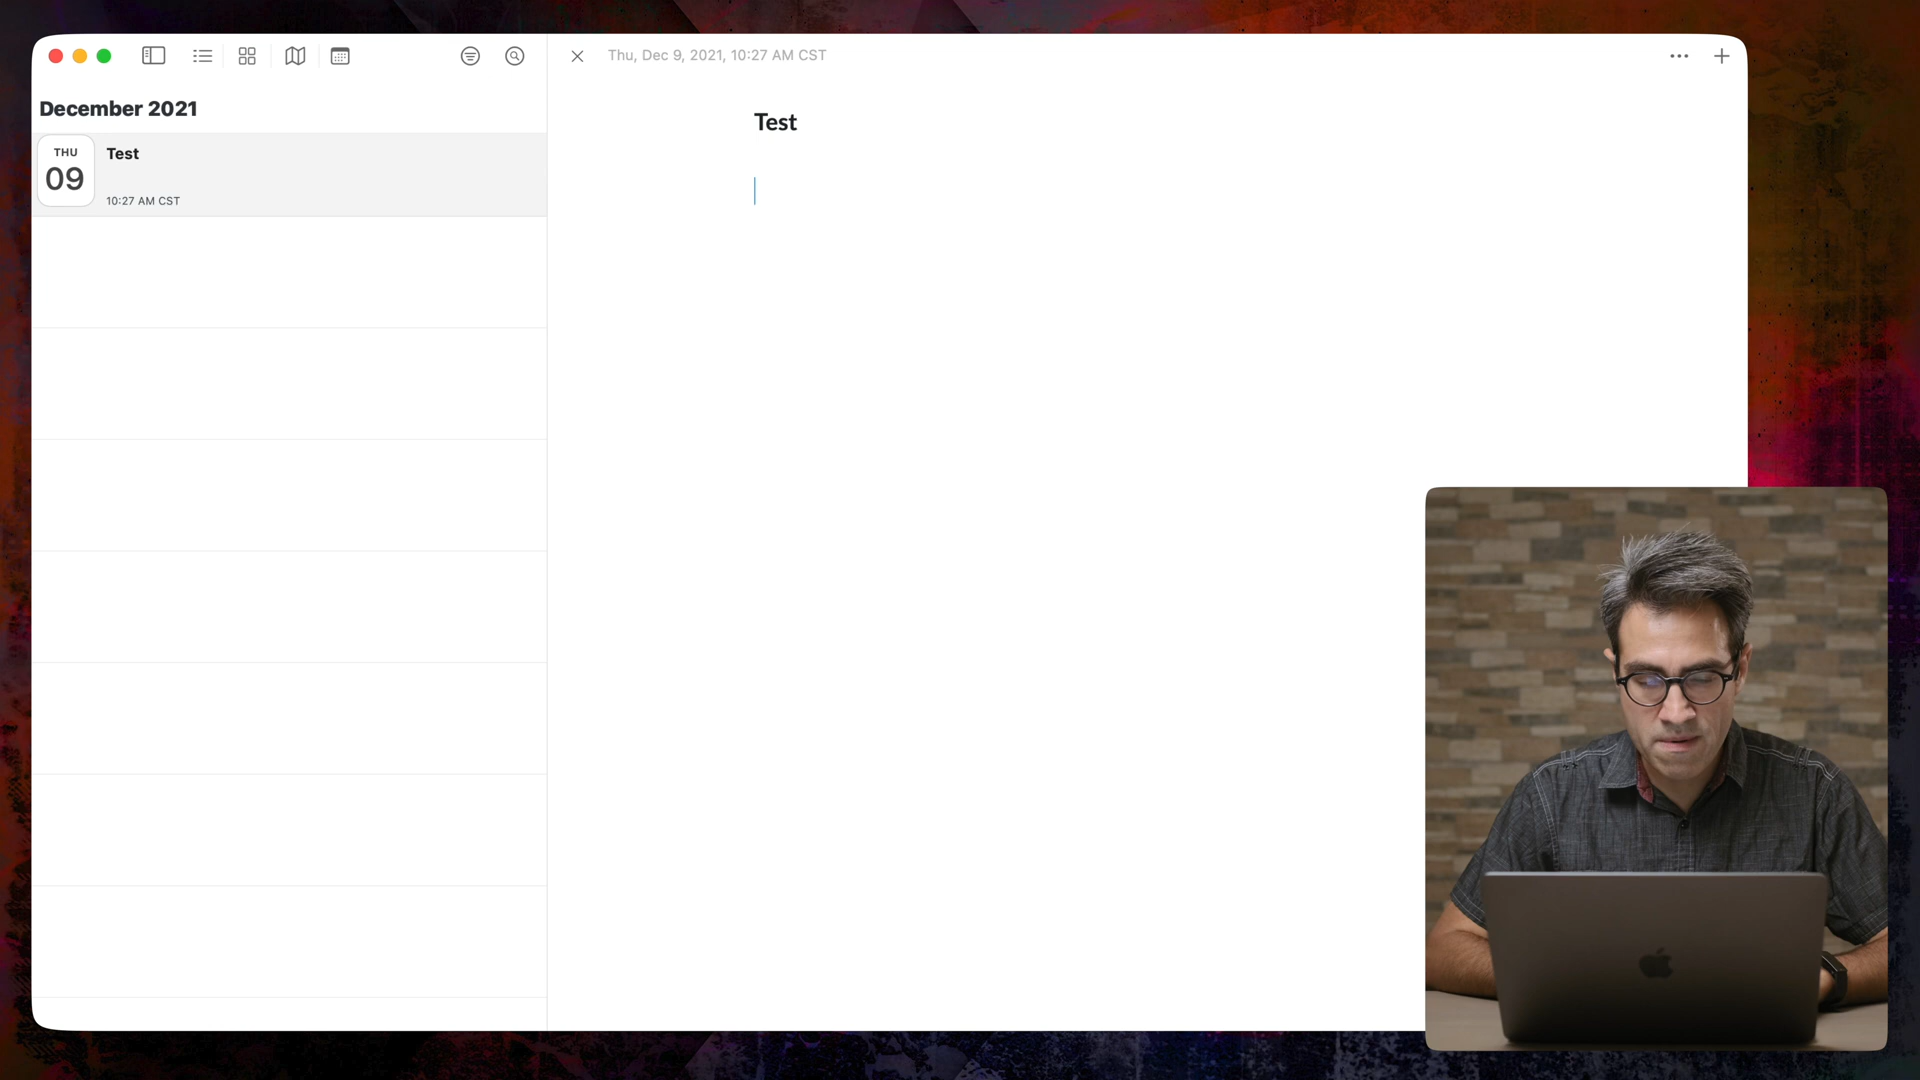 Thu, Dec 9, 2021, 10:27 AM CST
December 2021
THU
09
Test
10:27 AM CST
Test